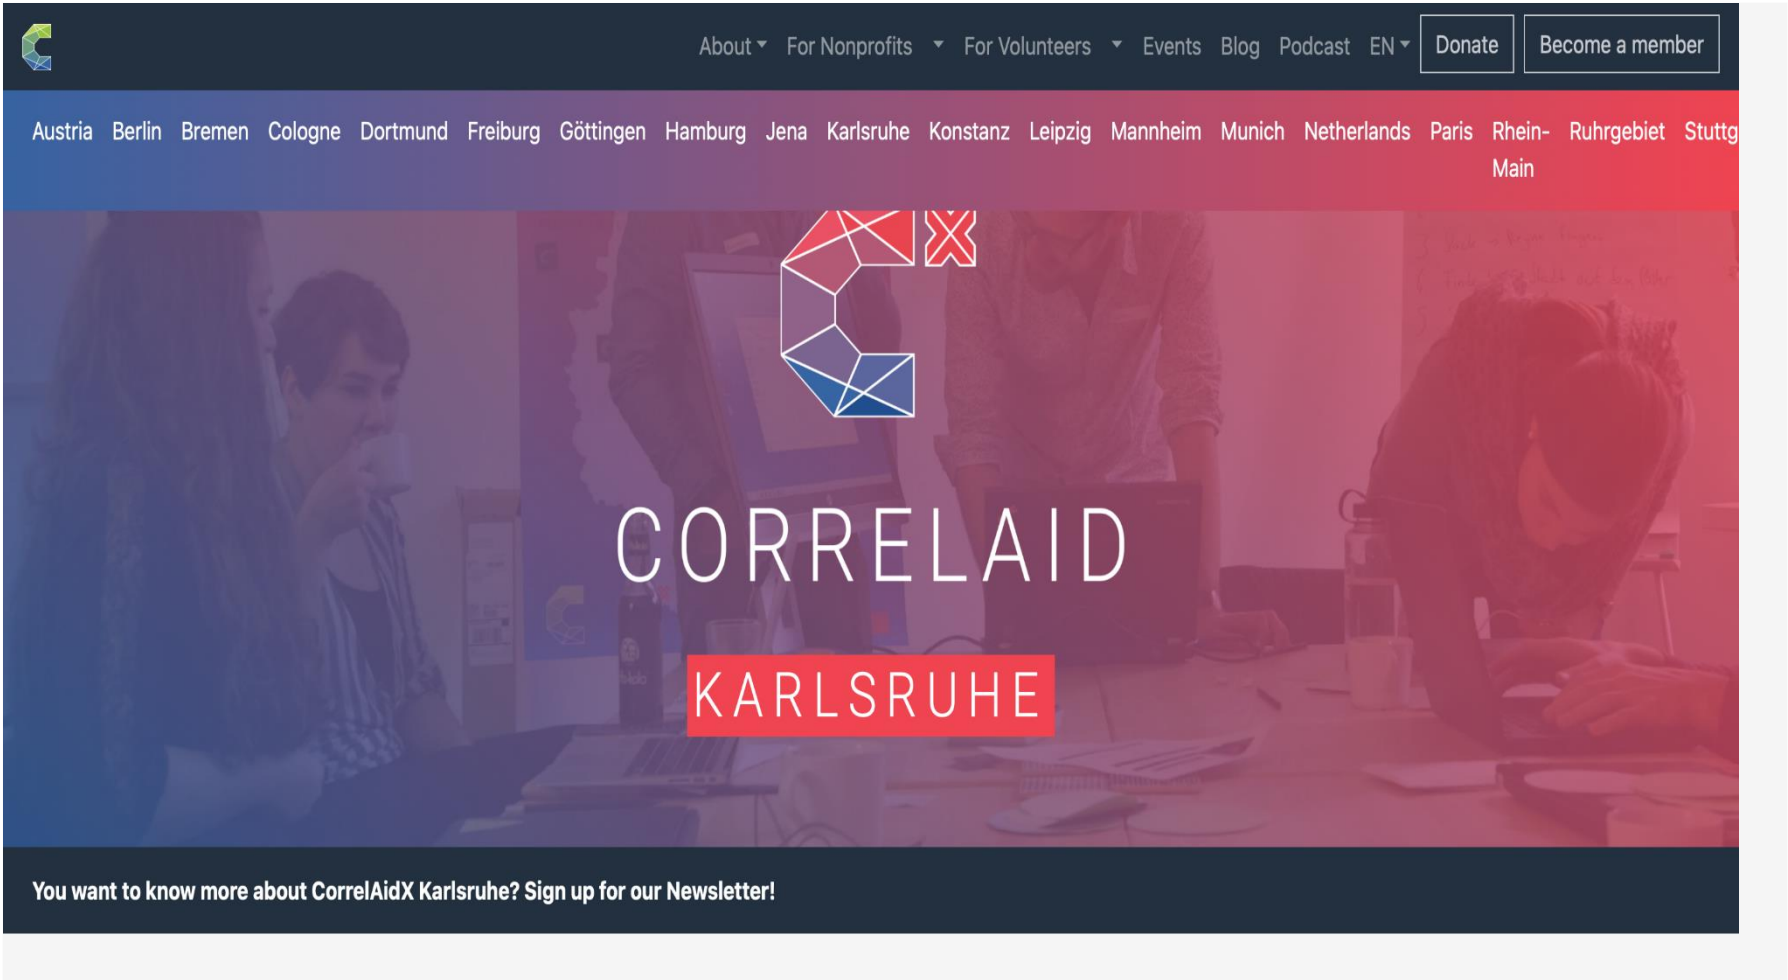 About For Nonprofits For Volunteers Events Blog Podcast EN Donate Become a member
Austria Berlin Bremen Cologne Dortmund Freiburg Göttingen Hamburg Jena Karlsruhe Konstanz Leipzig Mannheim Munich Netherlands Paris Rhein- Ruhrgebiet Stuttg
Main
X
CORRELAID
KARLSRUHE
You want to know more about CorrelAidX Karlsruhe? Sign up for our Newsletter!